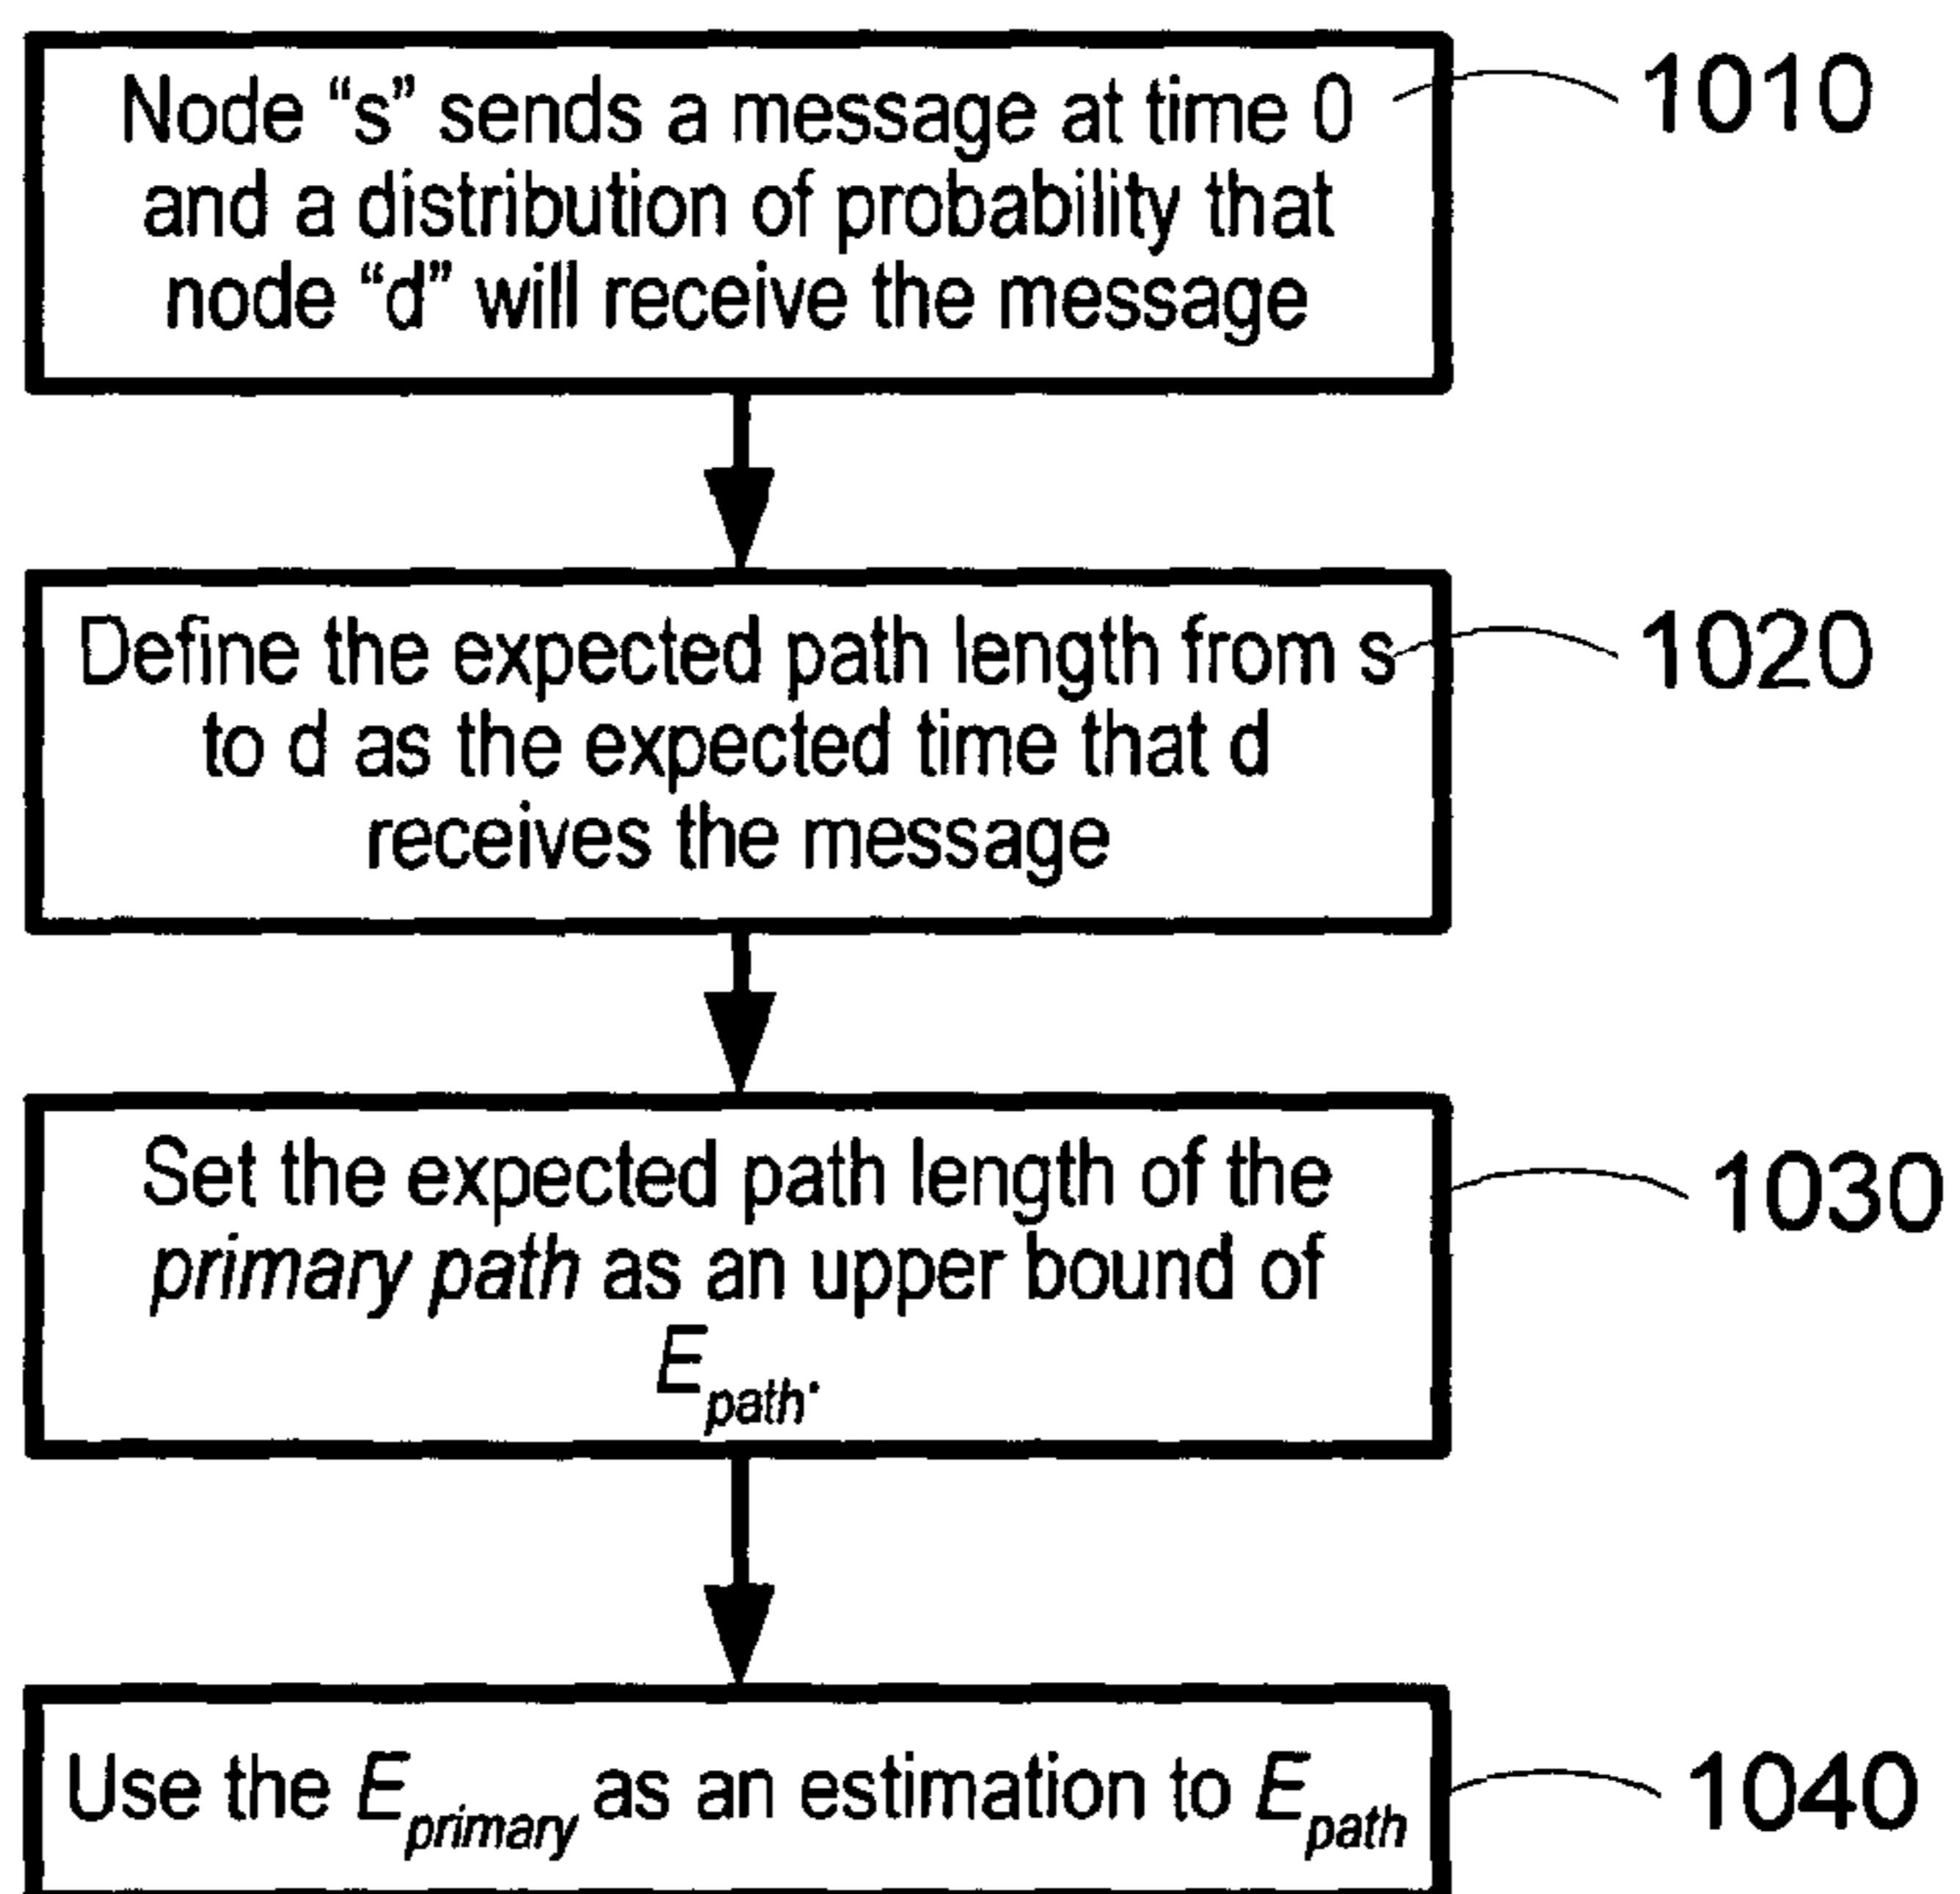 Node “s” sends a message at time 0
and a distribution of probability that
node “d” will receive the message
1010
Define the expected path length from s
to d as the expected time that d
receives the message
1020
Set the expected path length of the
primary path as an upper bound of
E_path.
1030
Use the E_primary as an estimation to E_path
1040